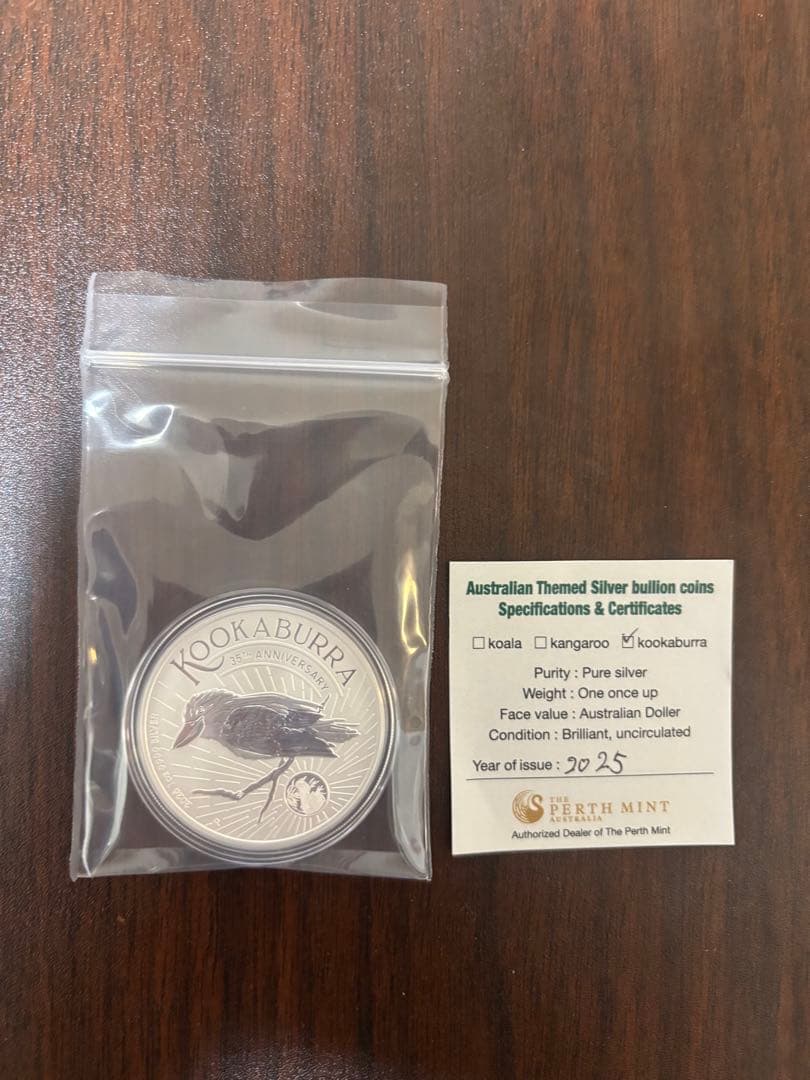 KOOKABURRA
35TH ANNIVERSARY
Australian Themed Silver bullion coins
Specifications & Certificates
koala kangaroo kookaburra
Purity : Pure silver
Weight : One once up
Face value : Australian Doller
Condition : Brilliant, uncirculated
Year of issue : 2025
THE
PERTH MINT
AUSTRALIA
Authorized Dealer of The Perth Mint